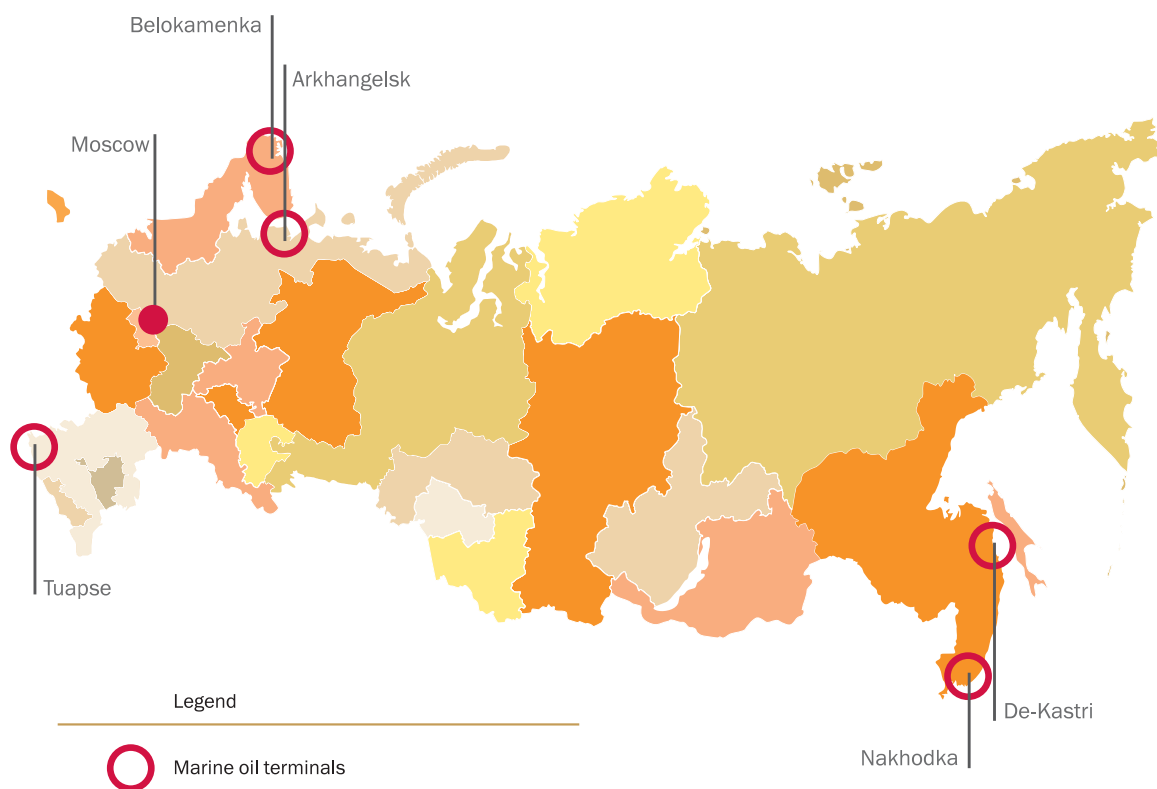 Belokamenka
Arkhangelsk
Moscow
Tuapse
De-Kastri
Nakhodka
Legend
Marine oil terminals